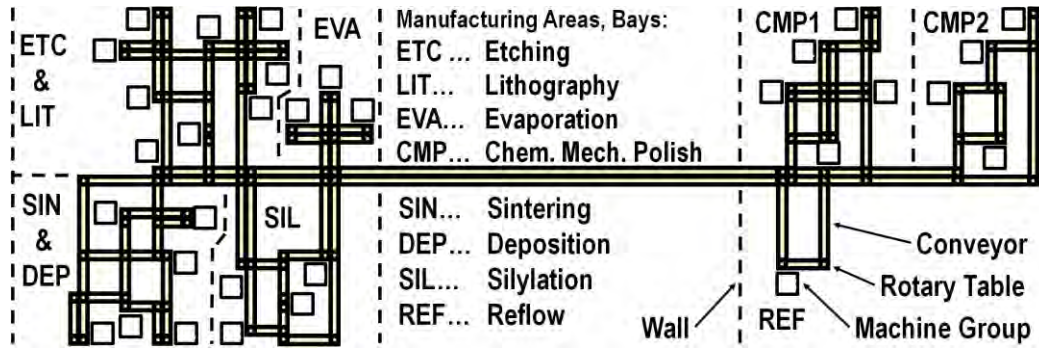 ETC
&
LIT
EVA
Manufacturing Areas, Bays:
ETC ... Etching
LIT... Lithography
EVA... Evaporation
CMP... Chem. Mech. Polish
CMP1
CMP2
SIN
&
DEP
SIL
SIN... Sintering
DEP... Deposition
SIL... Silylation
REF... Reflow
Wall
REF
Conveyor
Rotary Table
Machine Group